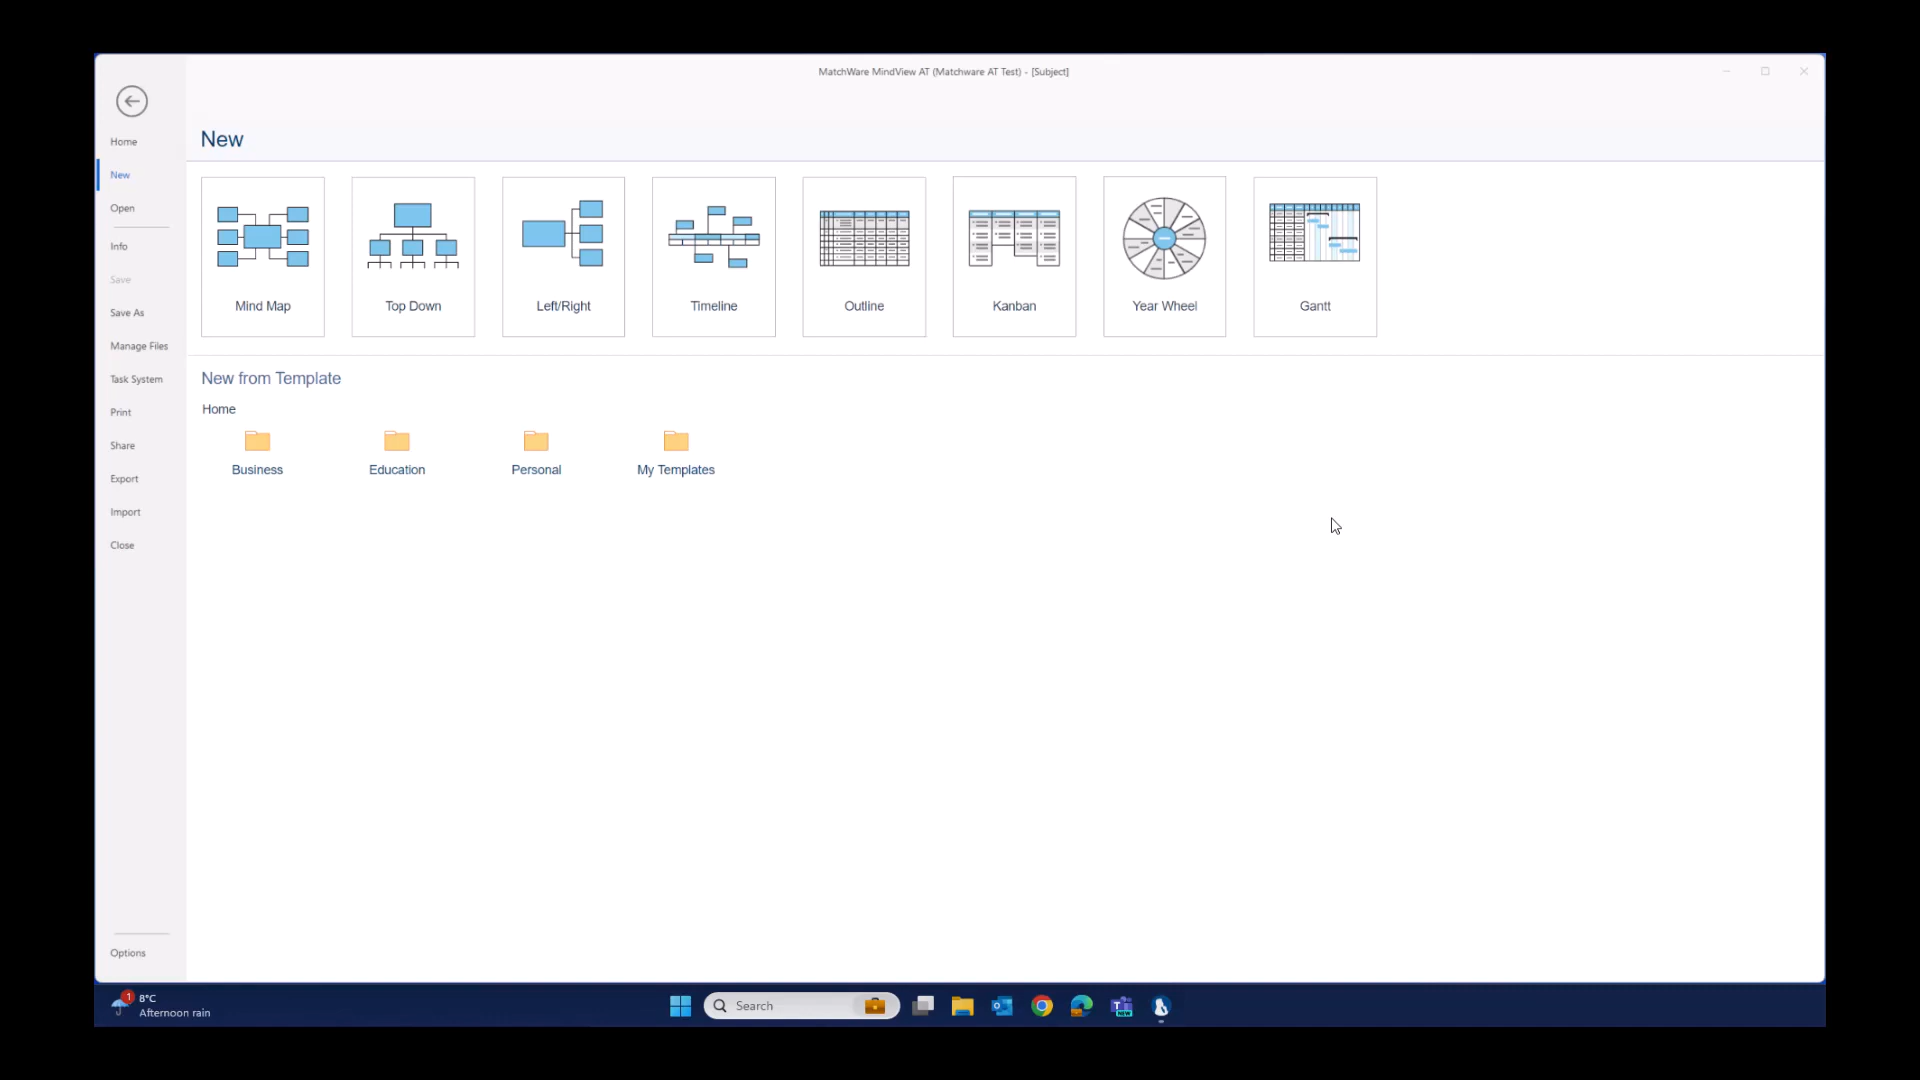 MatchWare MindView AT (Matchware AT Test) - [Subject]
Home
New
Open
Info
Save
Save As
Manage Files
Task System
Print
Share
Export
Import
Close
Options
New
Mind Map
Top Down
Left/Right
Timeline
Outline
Kanban
Year Wheel
Gantt
New from Template
Home
Business
Education
Personal
My Templates
1
8°C
Afternoon rain
Search
NEW